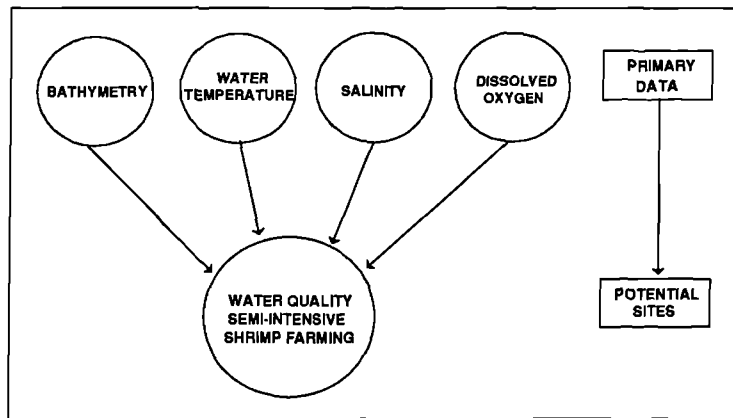 BATHYMETRY
WATER
TEMPERATURE
SALINITY
DISSOLVED
OXYGEN
PRIMARY
DATA
WATER QUALITY
SEMI-INTENSIVE
SHRIMP FARMING
POTENTIAL
SITES